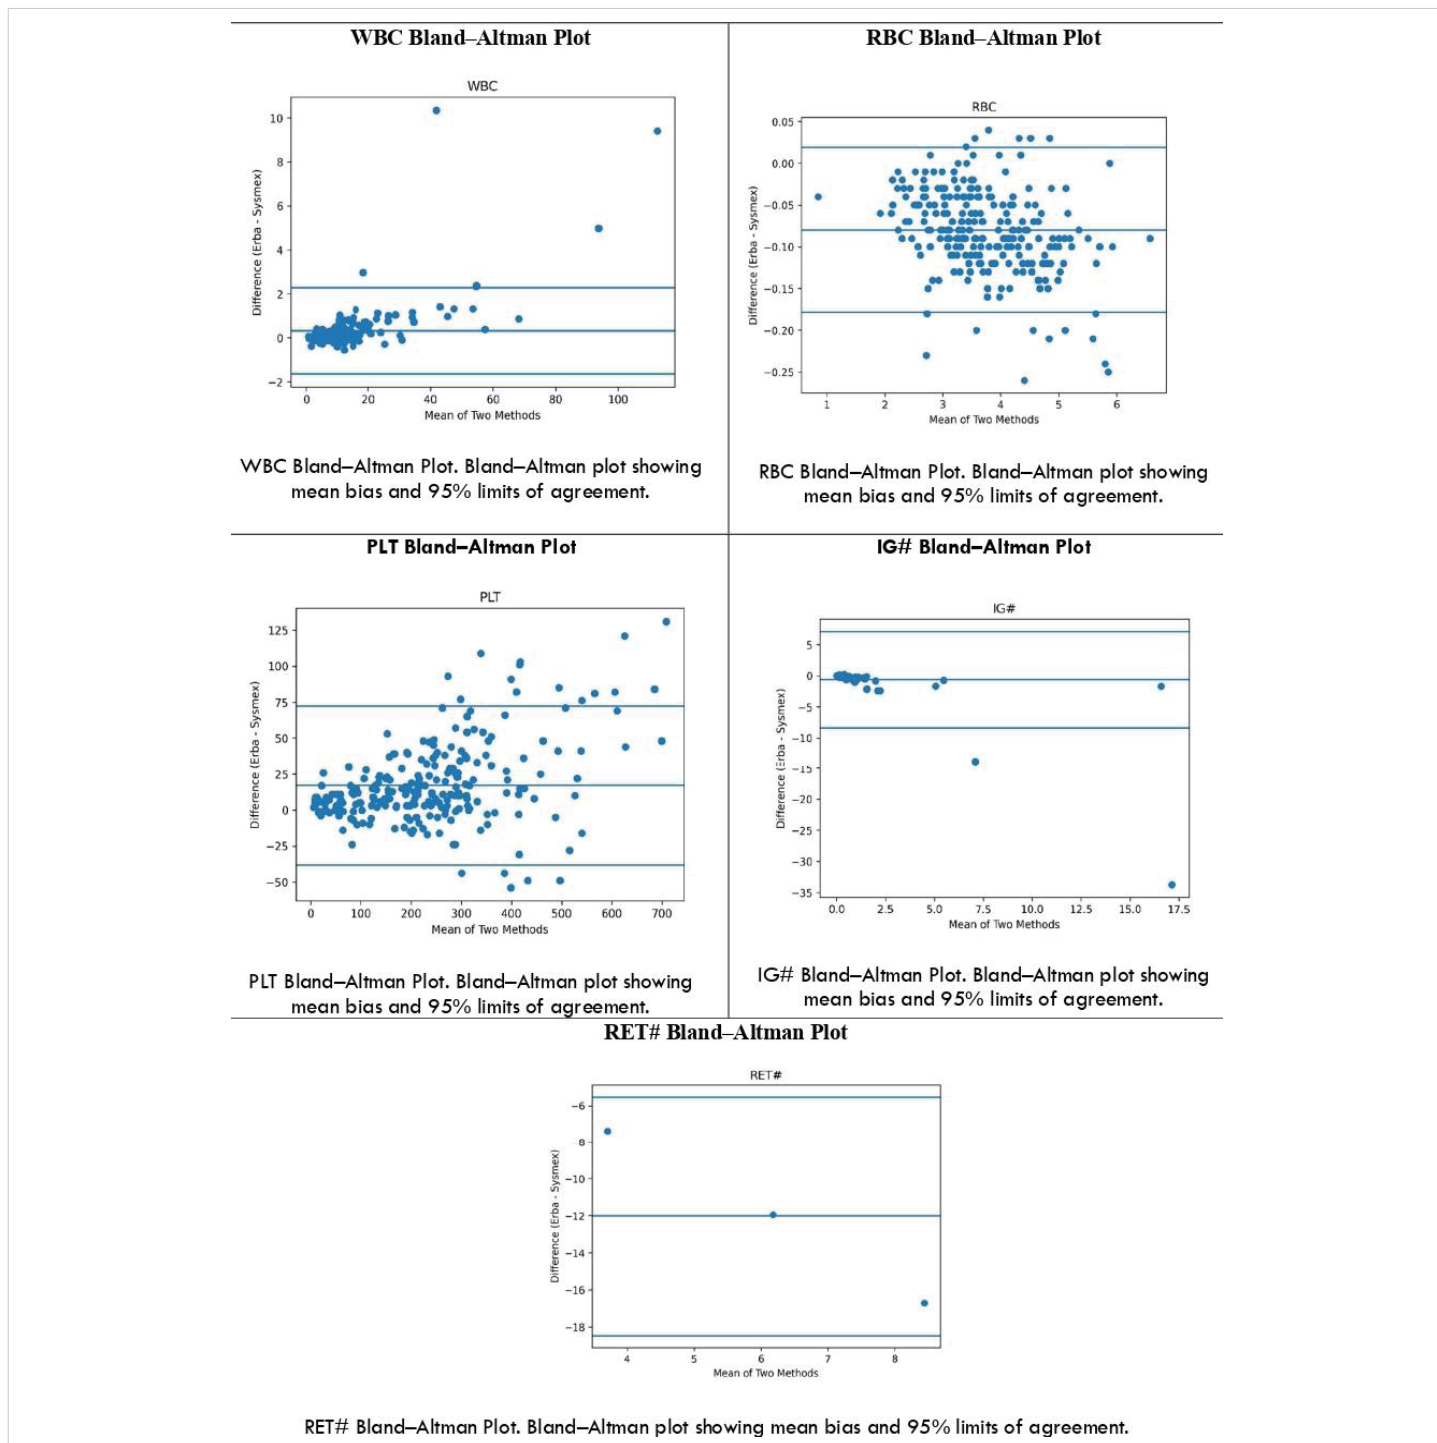 WBC Bland–Altman Plot
WBC
Difference (Erba - Sysmex)
10
8
6
4
2
0
−2
0 20 40 60 80 100
Mean of Two Methods
WBC Bland–Altman Plot. Bland–Altman plot showing
mean bias and 95% limits of agreement.
RBC Bland–Altman Plot
RBC
Difference (Erba - Sysmex)
0.05
0.00
−0.05
−0.10
−0.15
−0.20
−0.25
1 2 3 4 5 6
Mean of Two Methods
RBC Bland–Altman Plot. Bland–Altman plot showing
mean bias and 95% limits of agreement.
PLT Bland–Altman Plot
PLT
Difference (Erba - Sysmex)
125
100
75
50
25
0
−25
−50
0 100 200 300 400 500 600 700
Mean of Two Methods
PLT Bland–Altman Plot. Bland–Altman plot showing
mean bias and 95% limits of agreement.
IG# Bland–Altman Plot
IG#
Difference (Erba - Sysmex)
5
0
−5
−10
−15
−20
−25
−30
−35
0.0 2.5 5.0 7.5 10.0 12.5 15.0 17.5
Mean of Two Methods
IG# Bland–Altman Plot. Bland–Altman plot showing
mean bias and 95% limits of agreement.
RET# Bland–Altman Plot
RET#
Difference (Erba - Sysmex)
−6
8
−10
−12
−14
−16
−18
4 5 6 7 8
Mean of Two Methods
RET# Bland–Altman Plot. Bland–Altman plot showing mean bias and 95% limits of agreement.